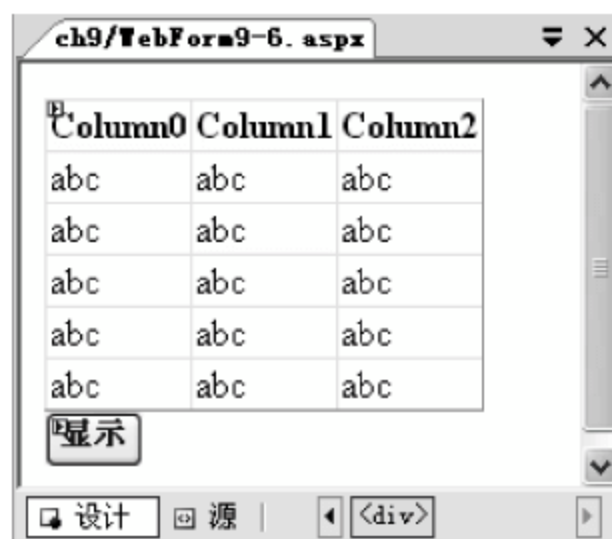 ch9/WebForm9-6.aspx
Column0 Column1 Column2
abc abc abc
abc abc abc
abc abc abc
abc abc abc
abc abc abc
显示
设计 源 <div>